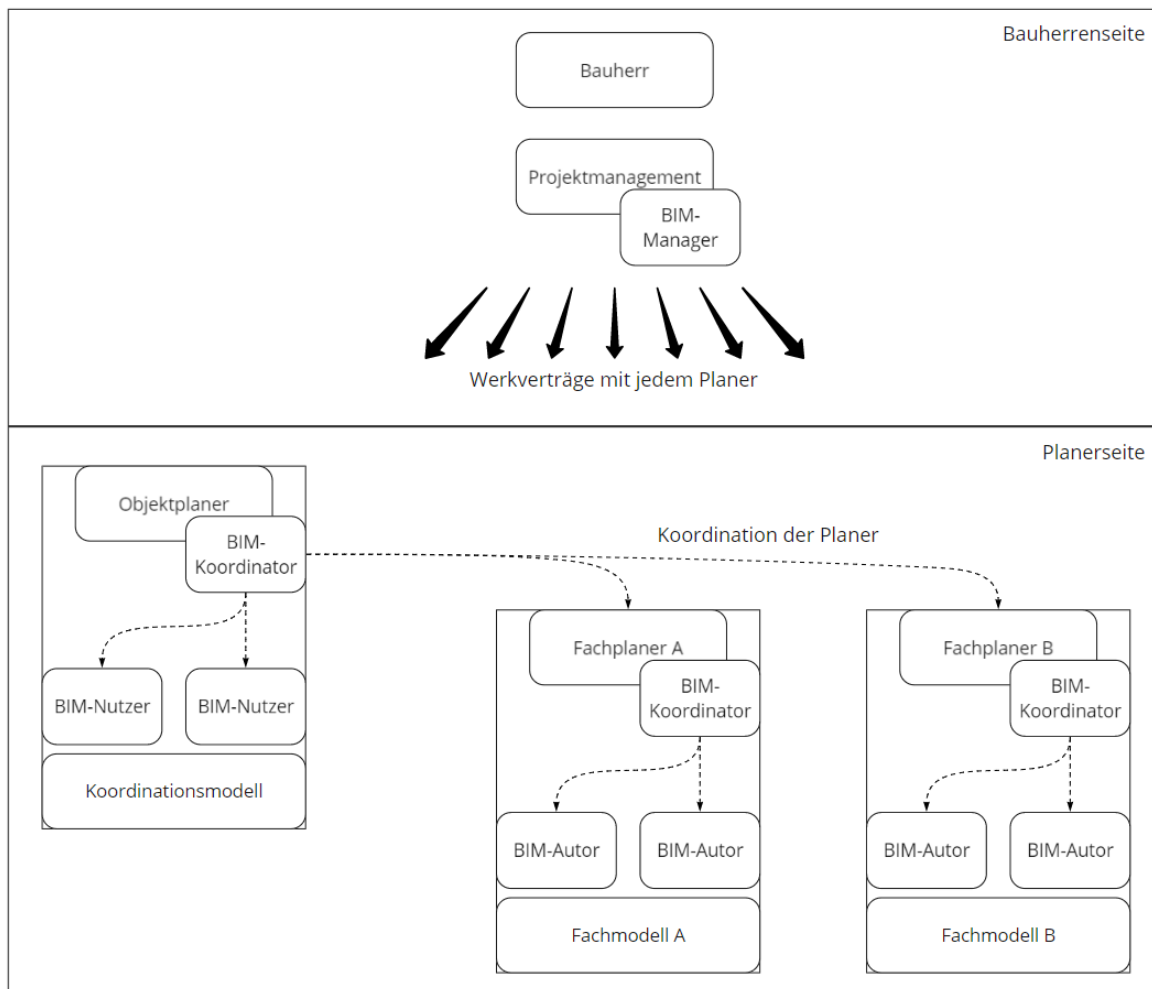 Bauherrenseite
Bauherr
Projektmanagement
BIM-
Manager
Werkverträge mit jedem Planer
Planerseite
Objektplaner
BIM-
Koordinator
Koordination der Planer
BIM-Nutzer
BIM-Nutzer
Koordinationsmodell
Fachplaner A
BIM-
Koordinator
BIM-Autor
BIM-Autor
Fachmodell A
Fachplaner B
BIM-
Koordinator
BIM-Autor
BIM-Autor
Fachmodell B